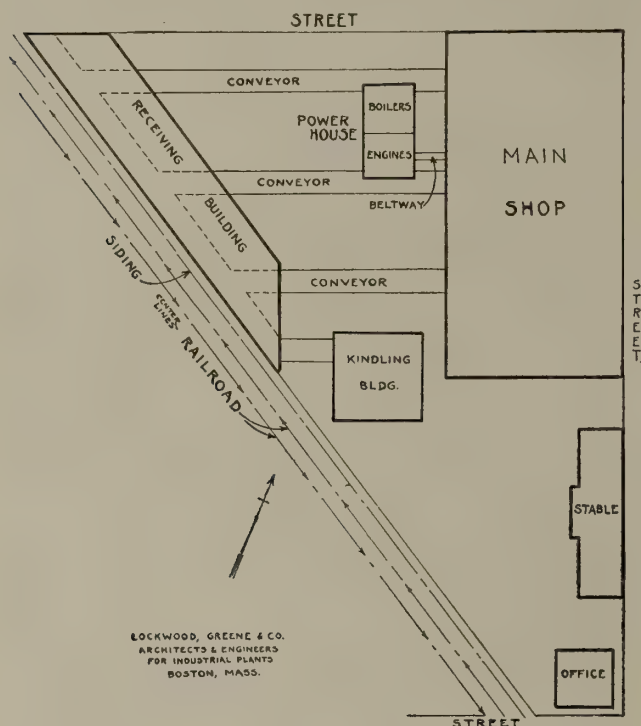 STREET
CONVEYOR
BOILERS
POWER
HOUSE
ENGINES
RECEIVING
BUILDING
MAIN
SHOP
CONVEYOR
BELTWAY
SIDING
CENTER
LINES
RAILROAD
CONVEYOR
STREET
KINDLING
BLDG.
STABLE
LOCKWOOD, GREENE & CO.
ARCHITECTS & ENGINEERS
FOR INDUSTRIAL PLANTS
BOSTON, MASS.
OFFICE
STREET